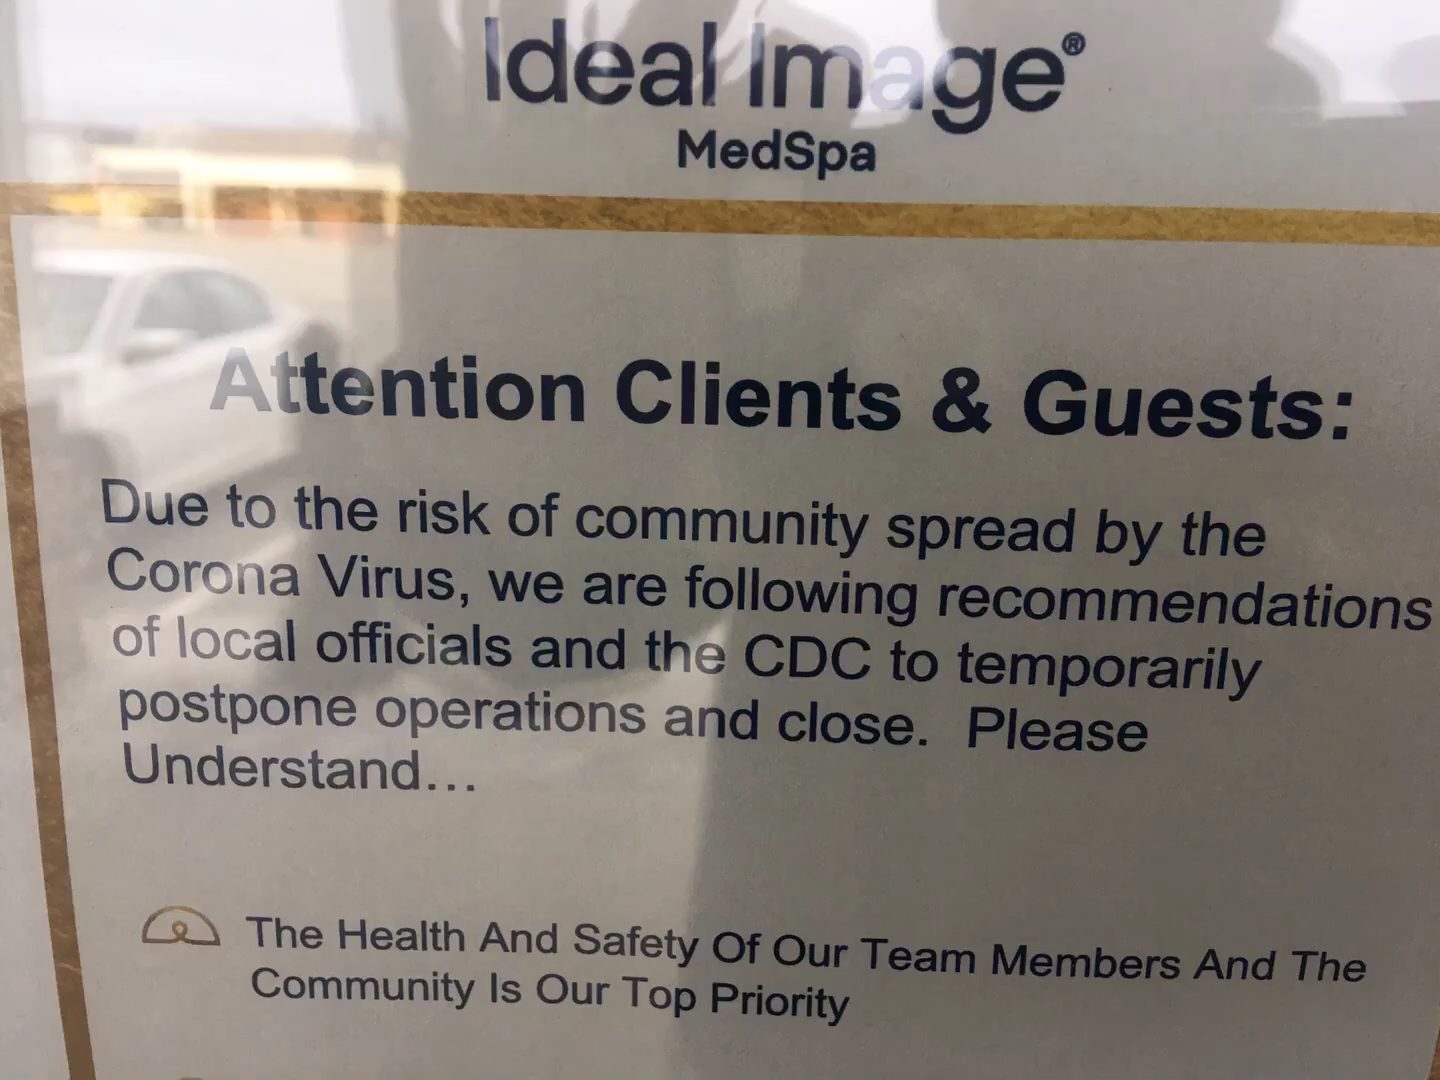 Ideal Image®
MedSpa
Attention Clients & Guests:
Due to the risk of community spread by the
Corona Virus, we are following recommendations
of local officials and the CDC to temporarily
postpone operations and close.  Please
Understand...
The Health And Safety Of Our Team Members And The
Community Is Our Top Priority